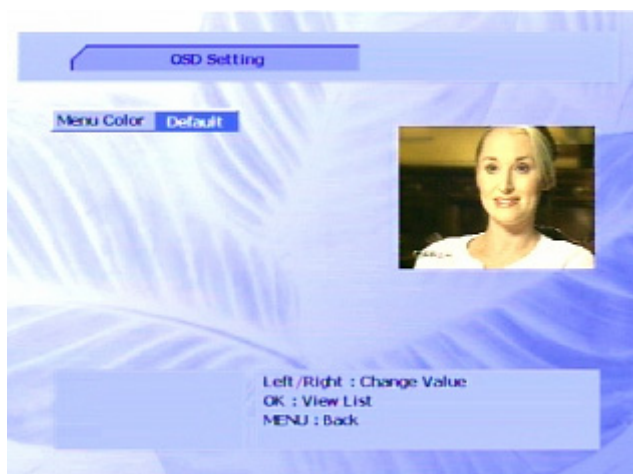 OSD Setting
Menu Color Default
Left/Right : Change Value
OK : View List
MENU : Back